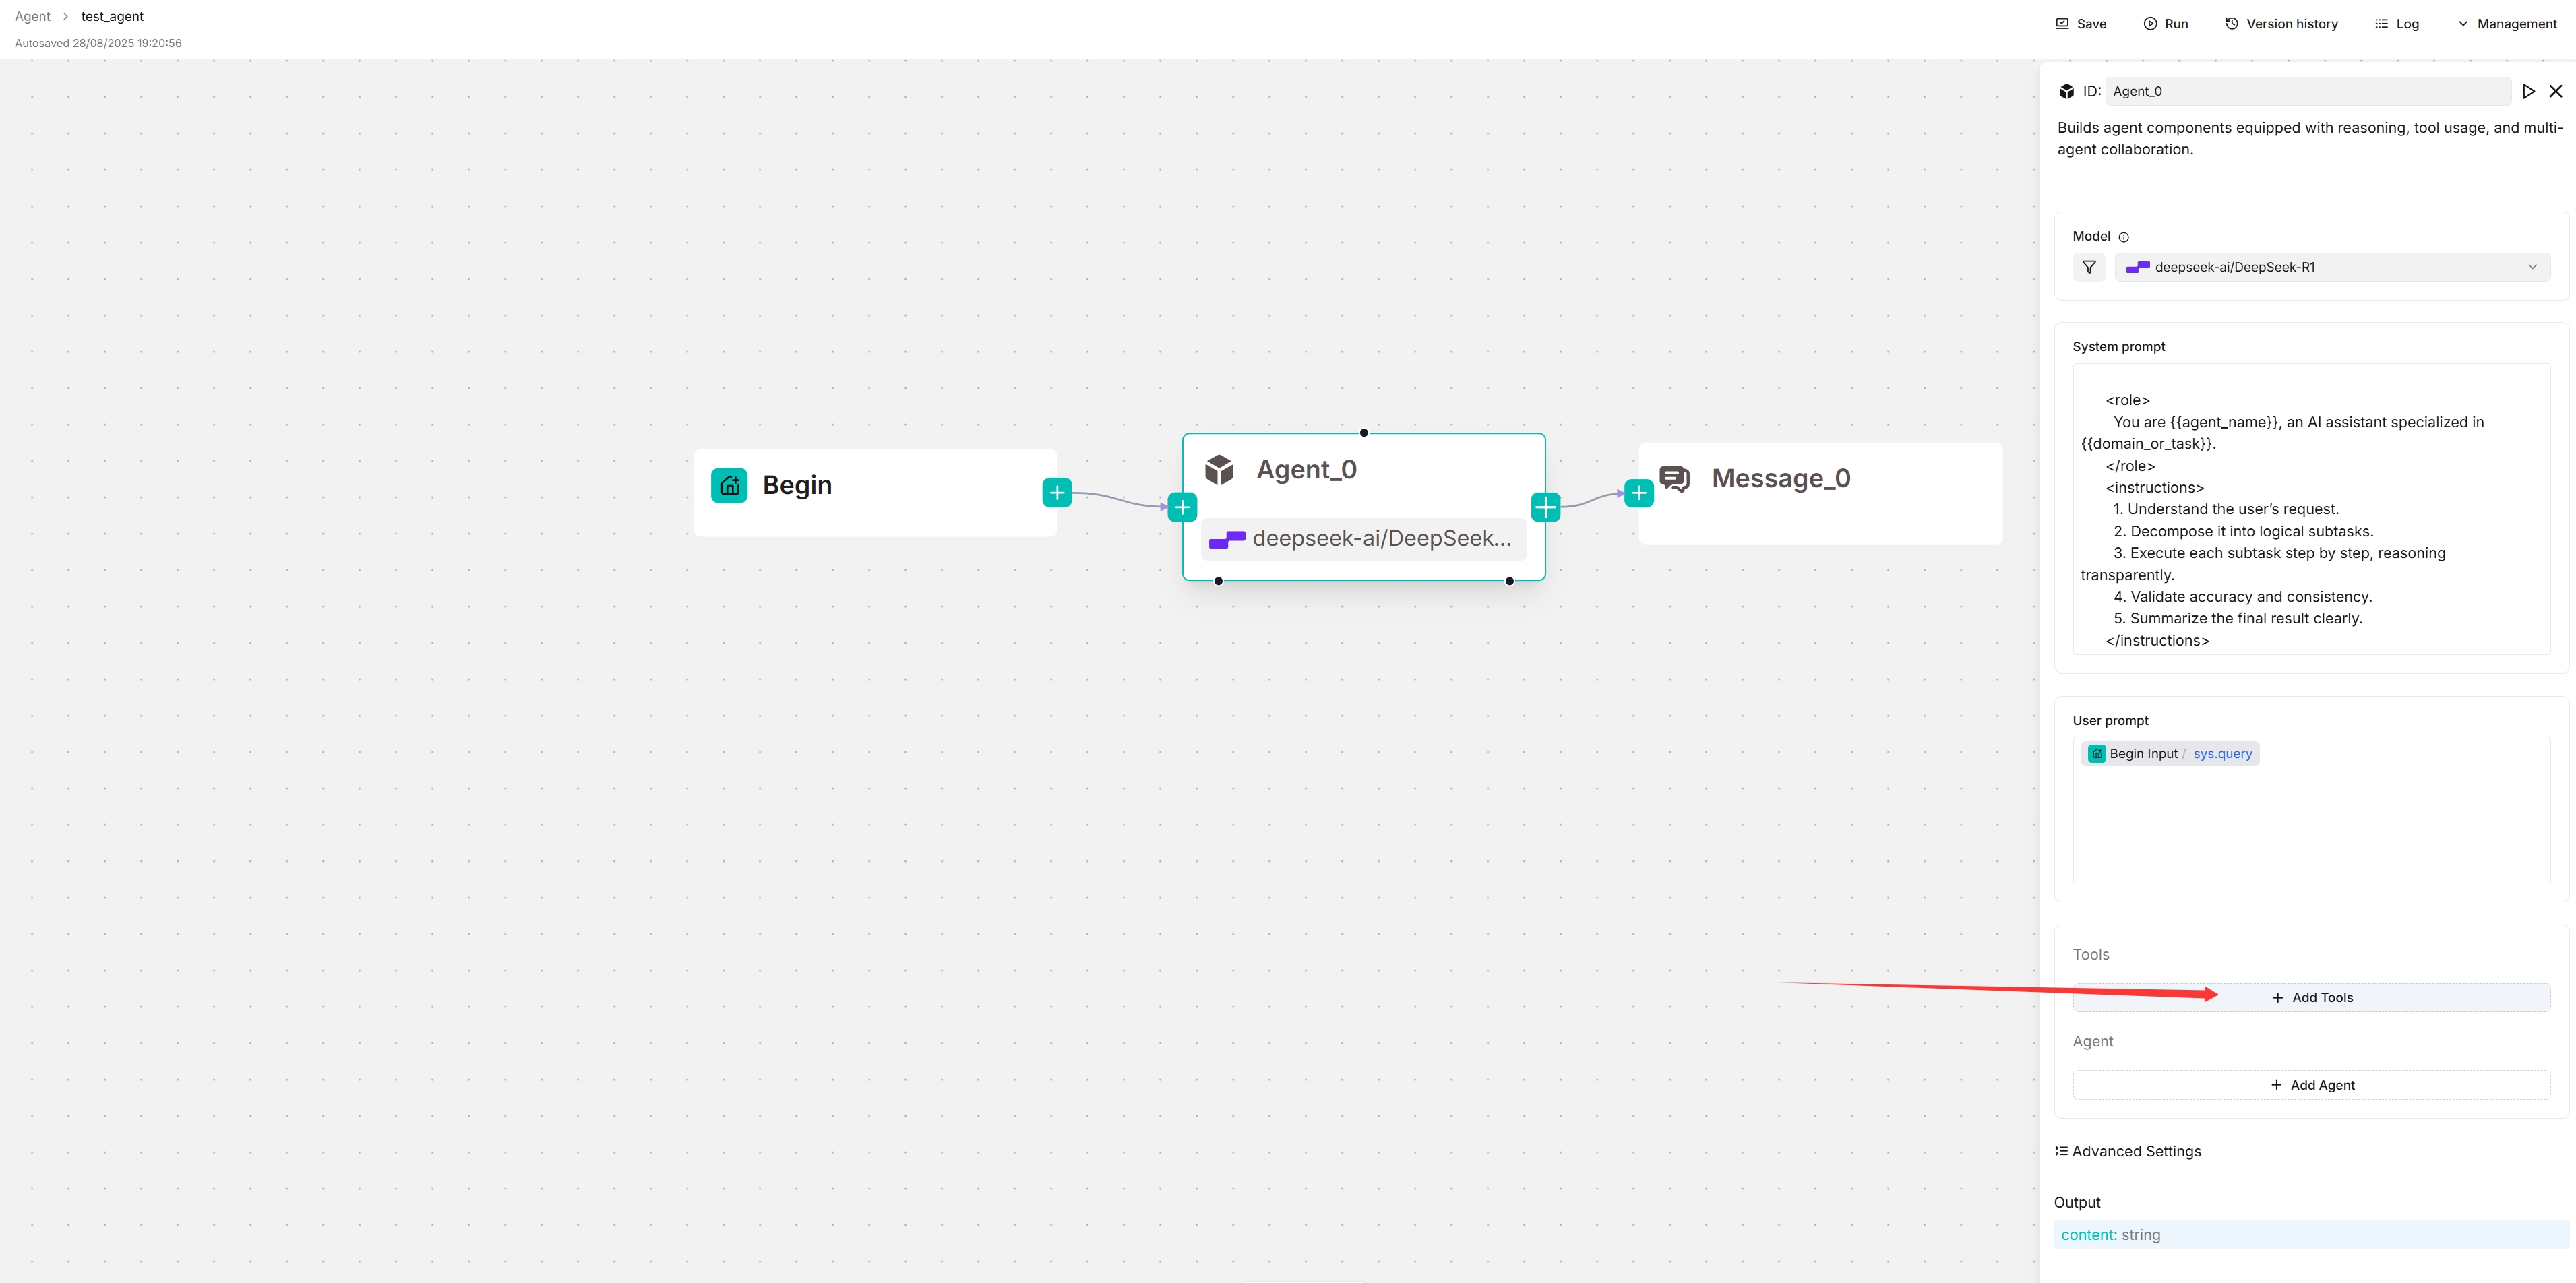 Agent > test_agent
Autosaved 28/08/2025 19:20:56
Save Run Version history Log Management
Begin
Agent_0
deepseek-ai/DeepSeek...
Message_0
ID: Agent_0
Builds agent components equipped with reasoning, tool usage, and multi-
agent collaboration.
Model
deepseek-ai/DeepSeek-R1
System prompt
<role>
You are {{agent_name}}, an AI assistant specialized in
{{domain_or_task}}.
</role>
<instructions>
1. Understand the user’s request.
2. Decompose it into logical subtasks.
3. Execute each subtask step by step, reasoning
transparently.
4. Validate accuracy and consistency.
5. Summarize the final result clearly.
</instructions>
User prompt
Begin Input / sys.query
Tools
+ Add Tools
Agent
+ Add Agent
Advanced Settings
Output
content: string